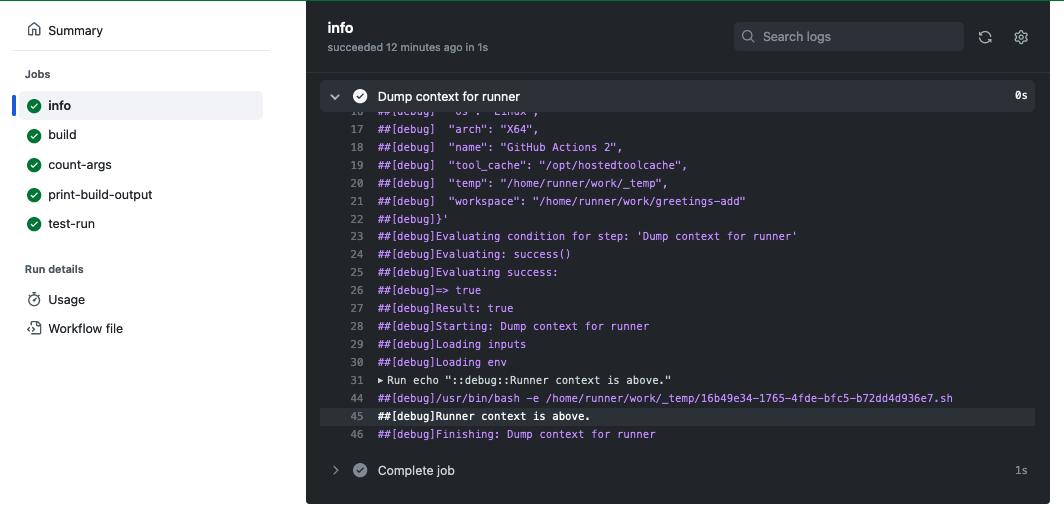 Summary
Jobs
info
build
count-args
print-build-output
test-run
Run details
Usage
Workflow file
info
succeeded 12 minutes ago in 1s
Search logs
Dump context for runner 0s
16 ##[debug]  "os": "Linux",
17 ##[debug]  "arch": "X64",
18 ##[debug]  "name": "GitHub Actions 2",
19 ##[debug]  "tool_cache": "/opt/hostedtoolcache",
20 ##[debug]  "temp": "/home/runner/work/_temp",
21 ##[debug]  "workspace": "/home/runner/work/greetings-add"
22 ##[debug]}'
23 ##[debug]Evaluating condition for step: 'Dump context for runner'
24 ##[debug]Evaluating: success()
25 ##[debug]Evaluating success:
26 ##[debug]=> true
27 ##[debug]Result: true
28 ##[debug]Starting: Dump context for runner
29 ##[debug]Loading inputs
30 ##[debug]Loading env
31 ▸ Run echo "::debug::Runner context is above."
44 ##[debug]/usr/bin/bash -e /home/runner/work/_temp/16b49e34-1765-4fde-bfc5-b72dd4d936e7.sh
45 ##[debug]Runner context is above.
46 ##[debug]Finishing: Dump context for runner
Complete job 1s